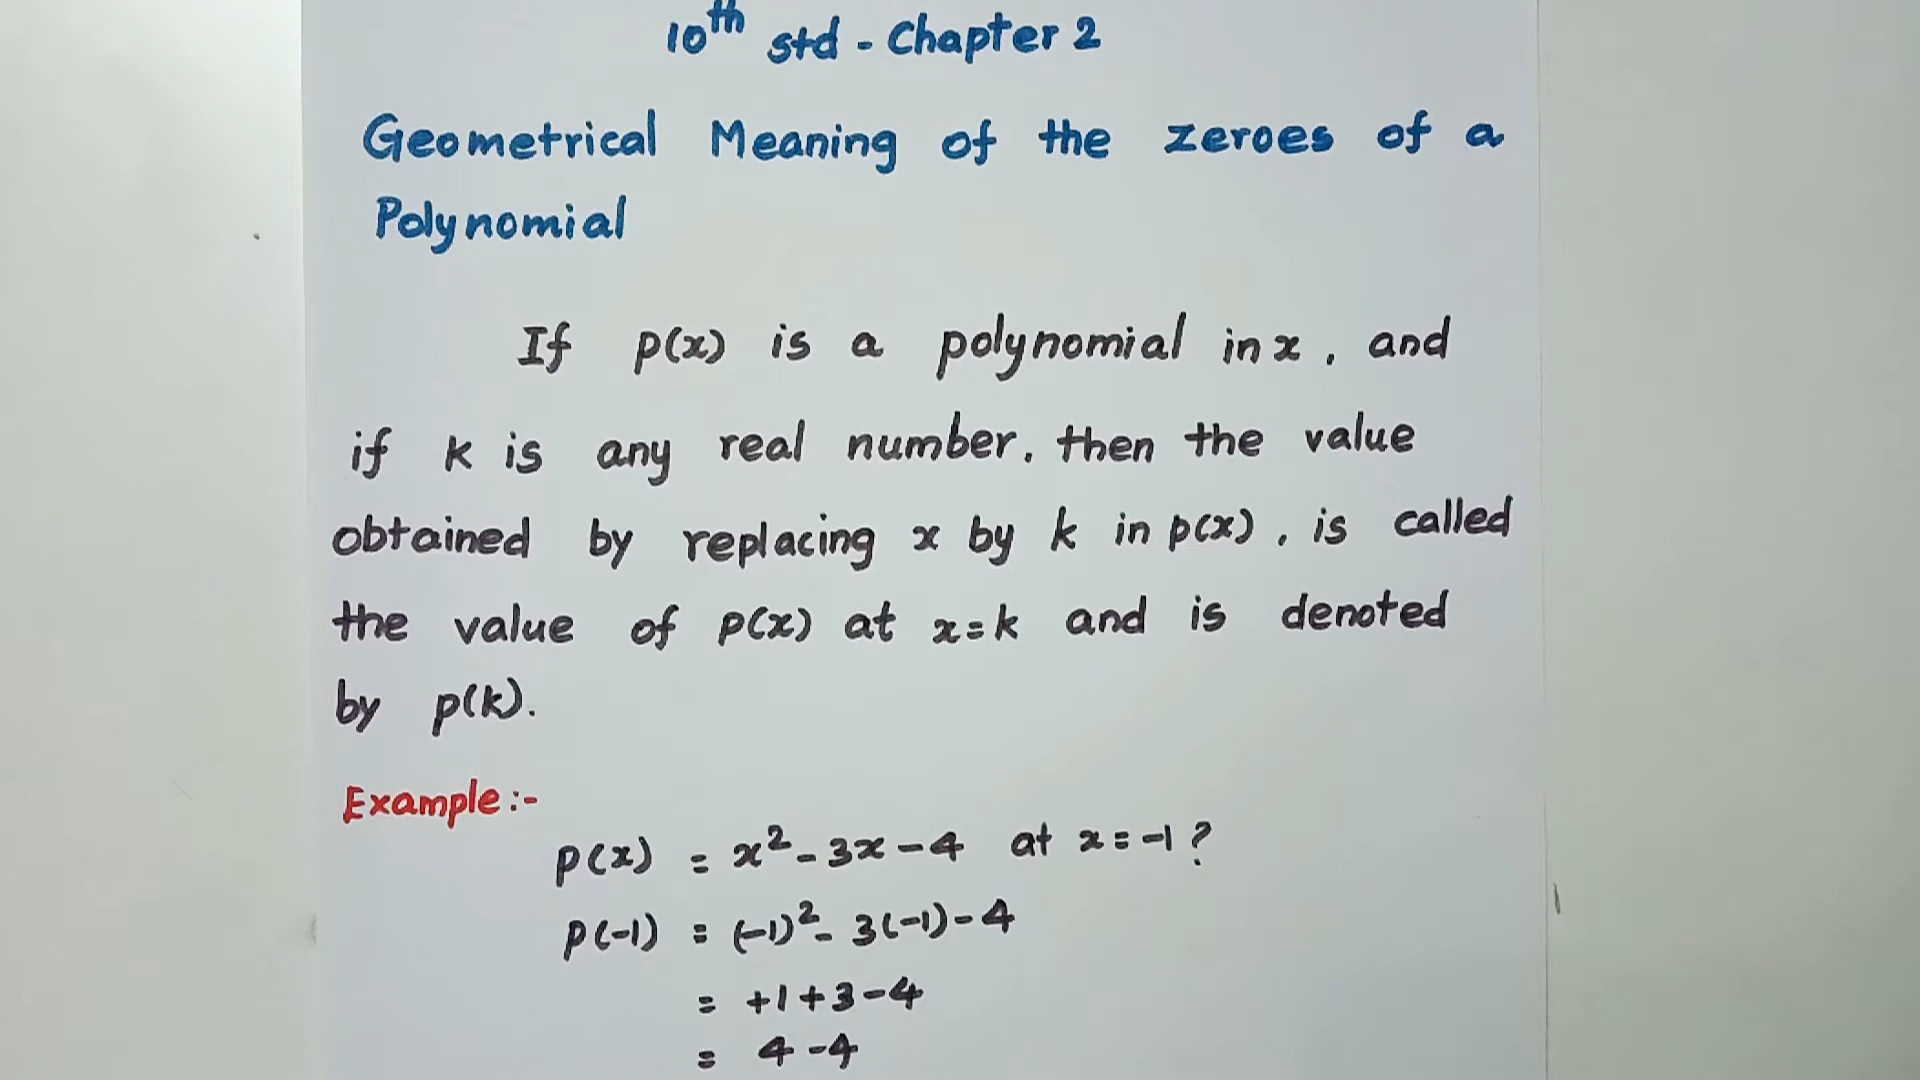 10th std - Chapter 2
Geometrical Meaning of the zeroes of a
Polynomial
If p(x) is a polynomial in x, and
if k is any real number, then the value
obtained by replacing x by k in p(x), is called
the value of p(x) at x=k and is denoted
by p(k).
Example:-
p(x) = x² - 3x - 4 at x = -1?
p(-1) = (-1)² - 3(-1) - 4
= +1+3-4
= 4-4